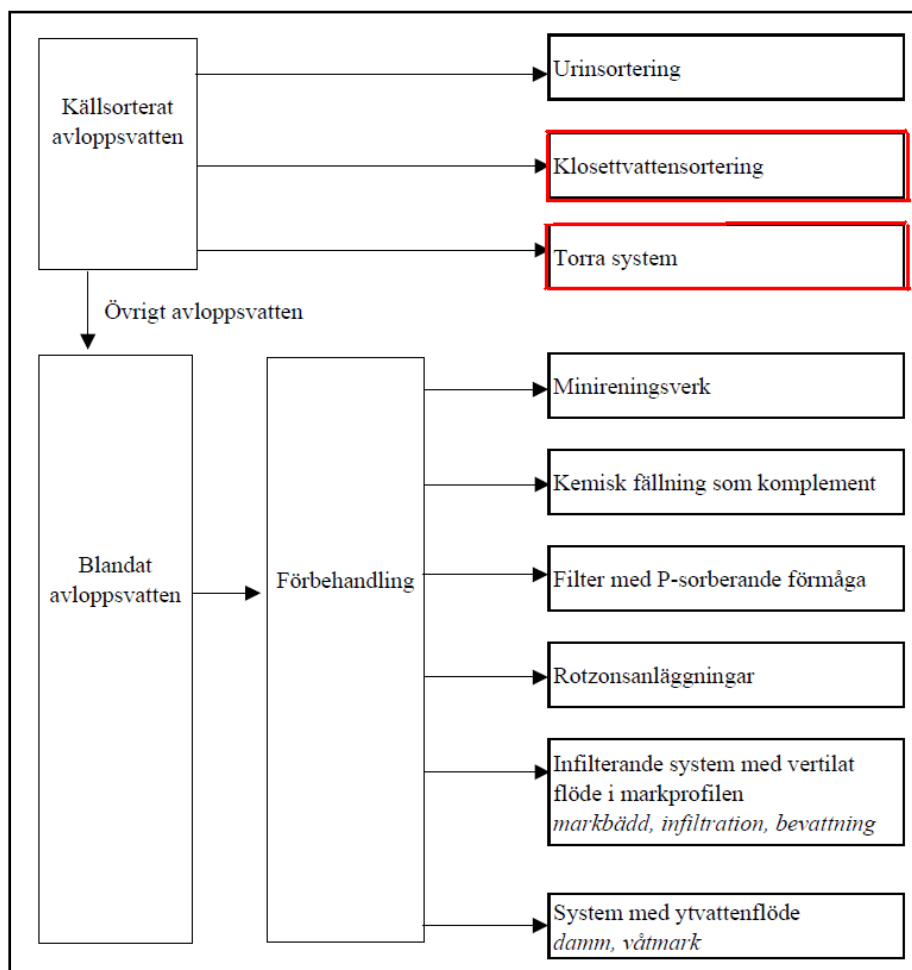 Källsorterat
avloppsvatten
Urinsortering
Klosettvattensortering
Torra system
Övrigt avloppsvatten
Blandat
avloppsvatten
Förbehandling
Minireningsverk
Kemisk fällning som komplement
Filter med P-sorberande förmåga
Rotzonsanläggningar
Infilterande system med vertilat
flöde i markprofilen
markbädd, infiltration, bevattning
System med ytvattenflöde
damm, våtmark